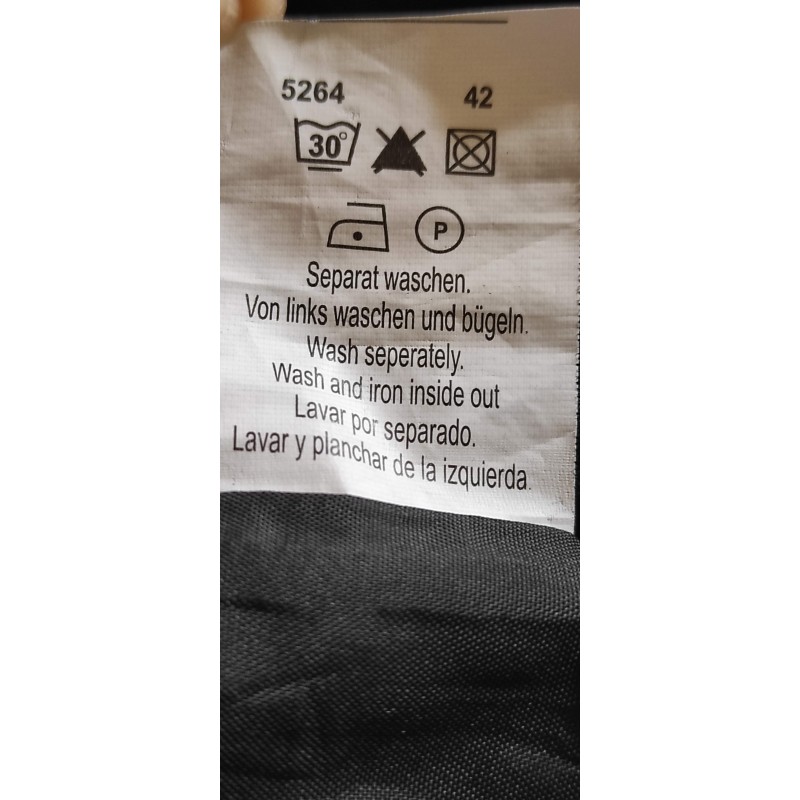 5264 42
30°
P
Separat waschen.
Von links waschen und bügeln.
Wash seperately.
Wash and iron inside out
Lavar por separado.
Lavar y planchar de la izquierda.